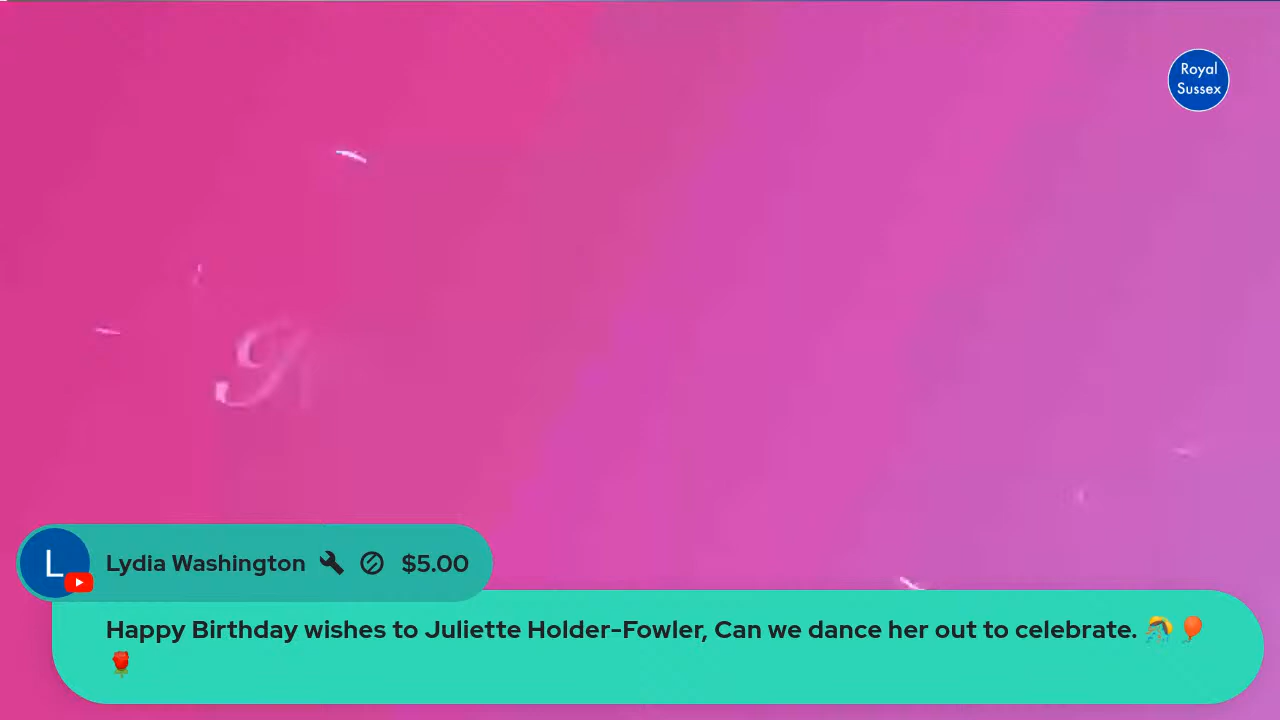 Royal
Sussex
L
Lydia Washington $5.00
Happy Birthday wishes to Juliette Holder-Fowler, Can we dance her out to celebrate. 🎊 🎈
🌹